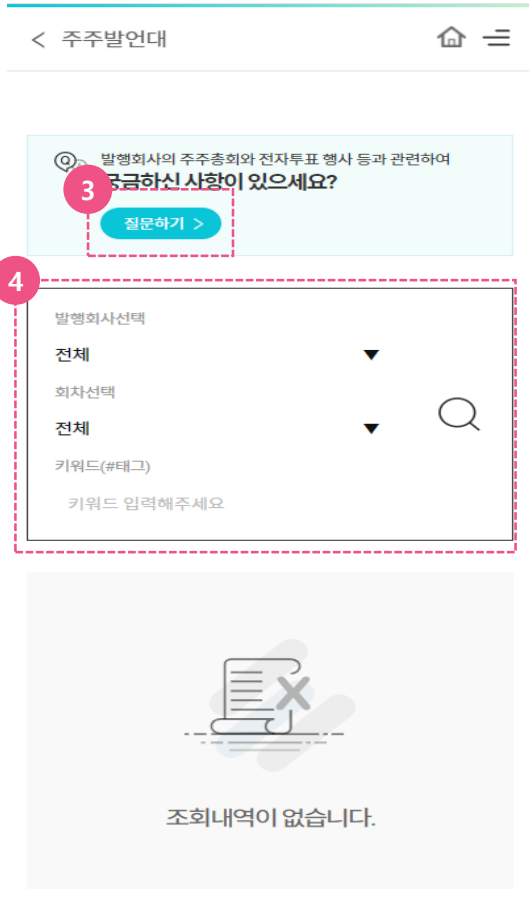 < 주주발언대
발행회사의 주주총회와 전자투표 행사 등과 관련하여
궁금하신 사항이 있으세요?
3
질문하기 >
4
발행회사선택
전체
회차선택
전체
키워드(#태그)
키워드 입력해주세요
조회내역이 없습니다.